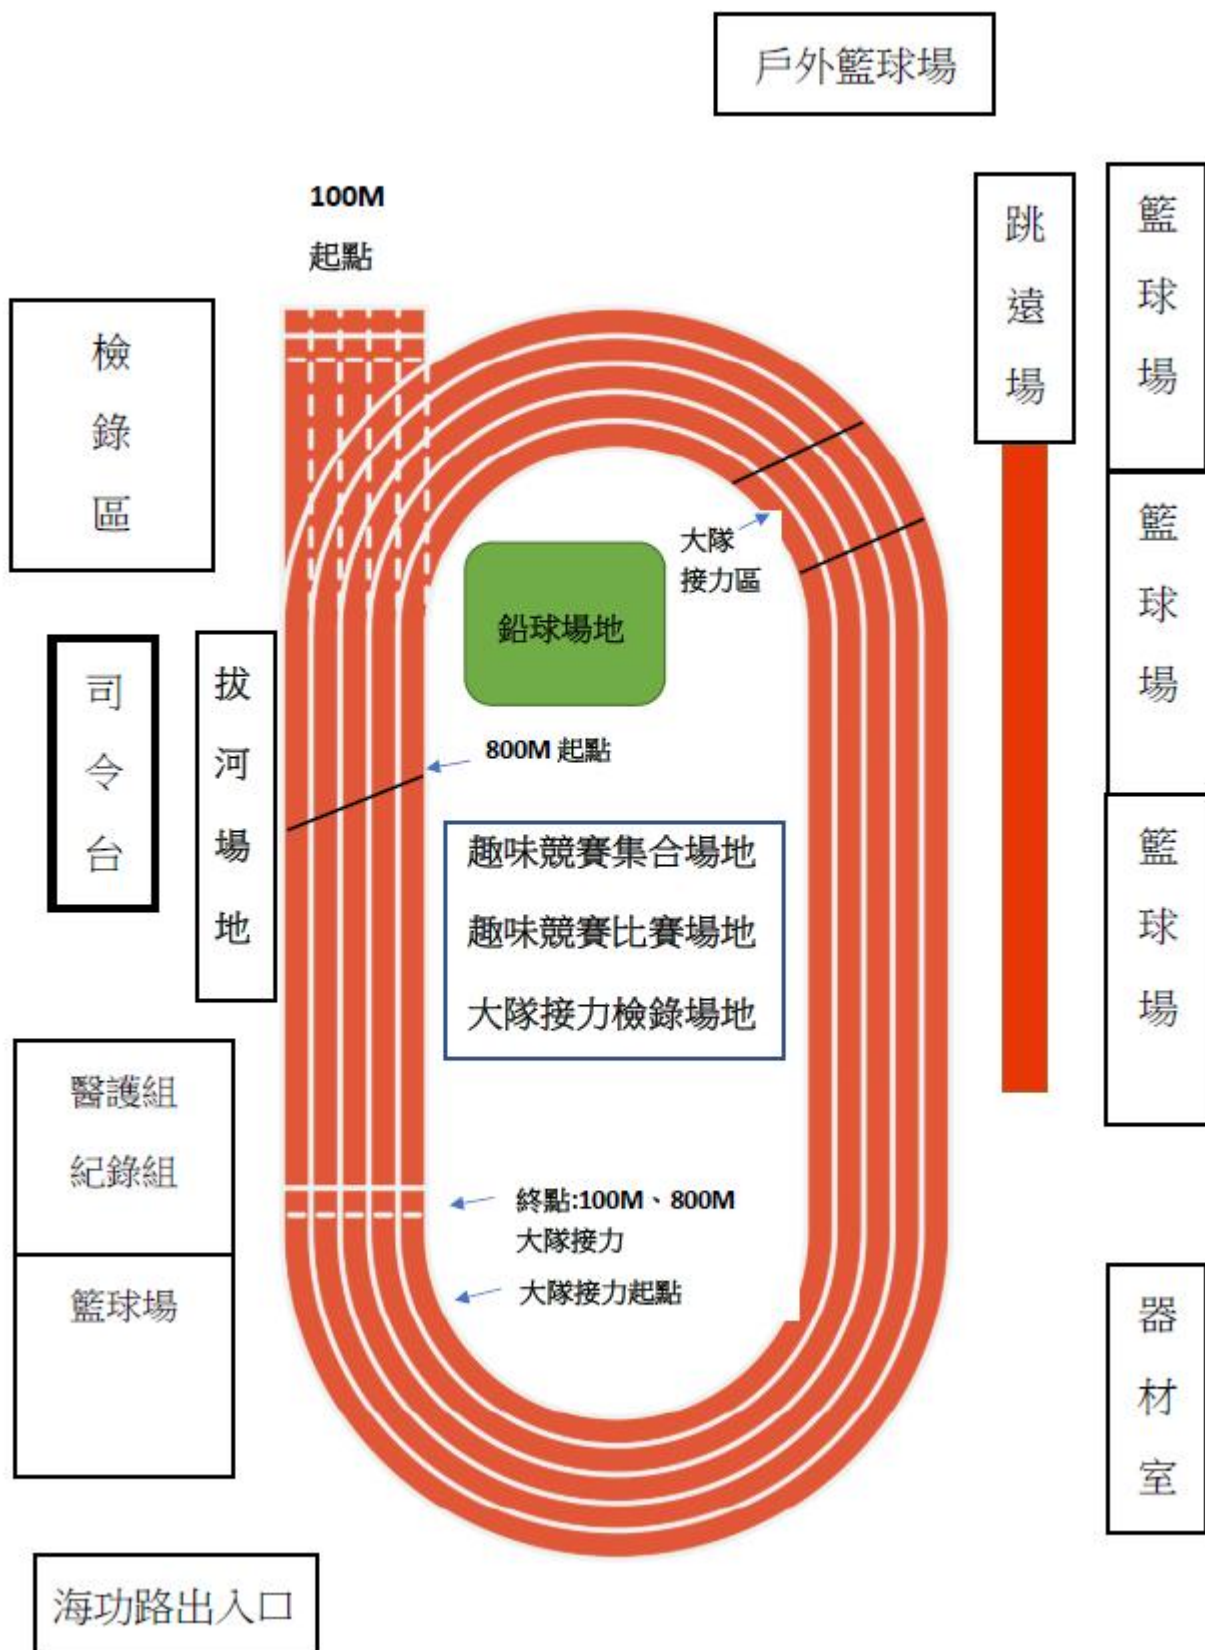 戶外籃球場
100M
起點
跳遠場
籃球場
檢錄區
大隊
接力區
鉛球場地
籃球場
司令台
拔河場地
800M 起點
趣味競賽集合場地
趣味競賽比賽場地
大隊接力檢錄場地
籃球場
醫護組
紀錄組
終點:100M、800M
大隊接力
大隊接力起點
籃球場
器材室
海功路出入口